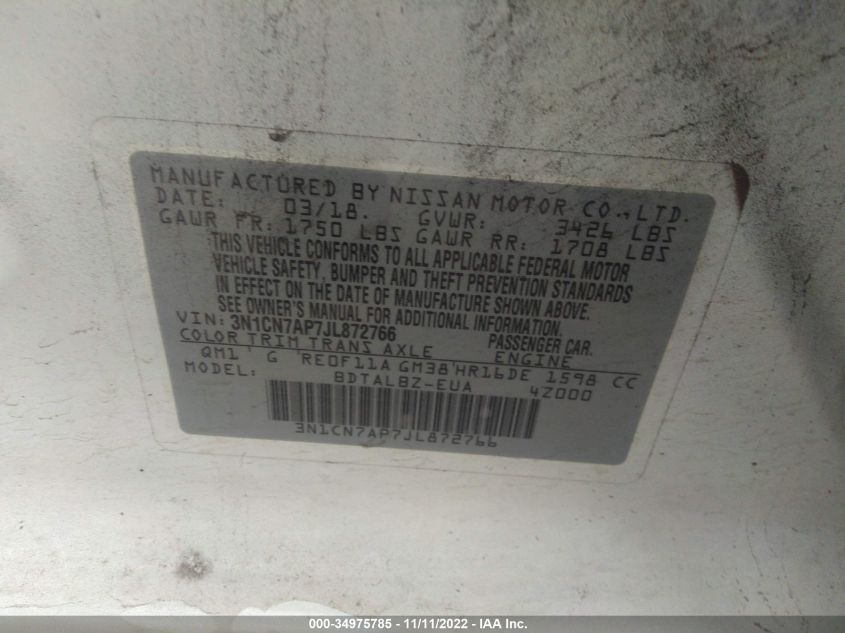 MANUFACTURED BY NISSAN MOTOR CO., LTD.
DATE: 03/18. GVWR: 3426 LBS
GAWR FR: 1750 LBS GAWR RR: 1708 LBS
THIS VEHICLE CONFORMS TO ALL APPLICABLE FEDERAL MOTOR
VEHICLE SAFETY, BUMPER AND THEFT PREVENTION STANDARDS
IN EFFECT ON THE DATE OF MANUFACTURE SHOWN ABOVE.
SEE OWNER'S MANUAL FOR ADDITIONAL INFORMATION.
VIN: 3N1CN7AP7JL872766 PASSENGER CAR.
COLOR TRIM TRANS AXLE ENGINE
QM1 G RE0F11A GM38 HR16DE 1598 CC
MODEL: BDTALBZ-EUA 4Z000
3N1CN7AP7JL872766
000-34975785 - 11/11/2022 - IAA Inc.